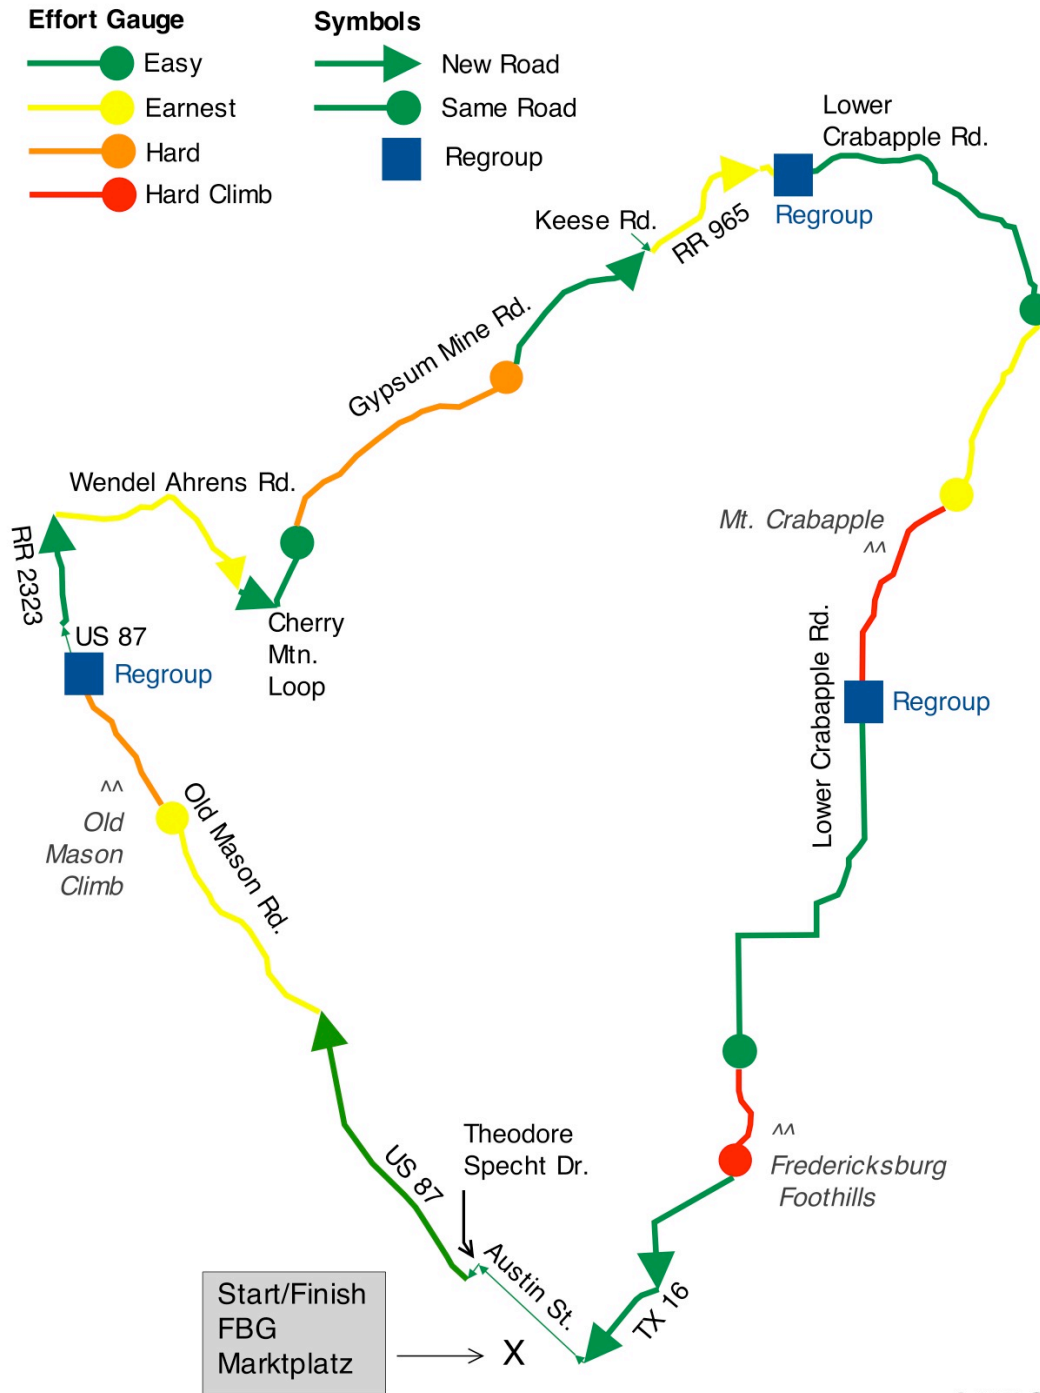 Effort Gauge
Easy
Earnest
Hard
Hard Climb
Symbols
New Road
Same Road
Regroup
Lower
Crabapple Rd.
Regroup
Keese Rd.
RR 965
Gypsum Mine Rd.
Wendel Ahrens Rd.
RR 2323
US 87
Regroup
Cherry
Mtn.
Loop
Mt. Crabapple
^^
Lower Crabapple Rd.
Regroup
^^
Old
Mason
Climb
Old Mason Rd.
US 87
Theodore
Specht Dr.
Austin St.
^^
Fredericksburg
Foothills
TX 16
Start/Finish
FBG
Marktplatz
X